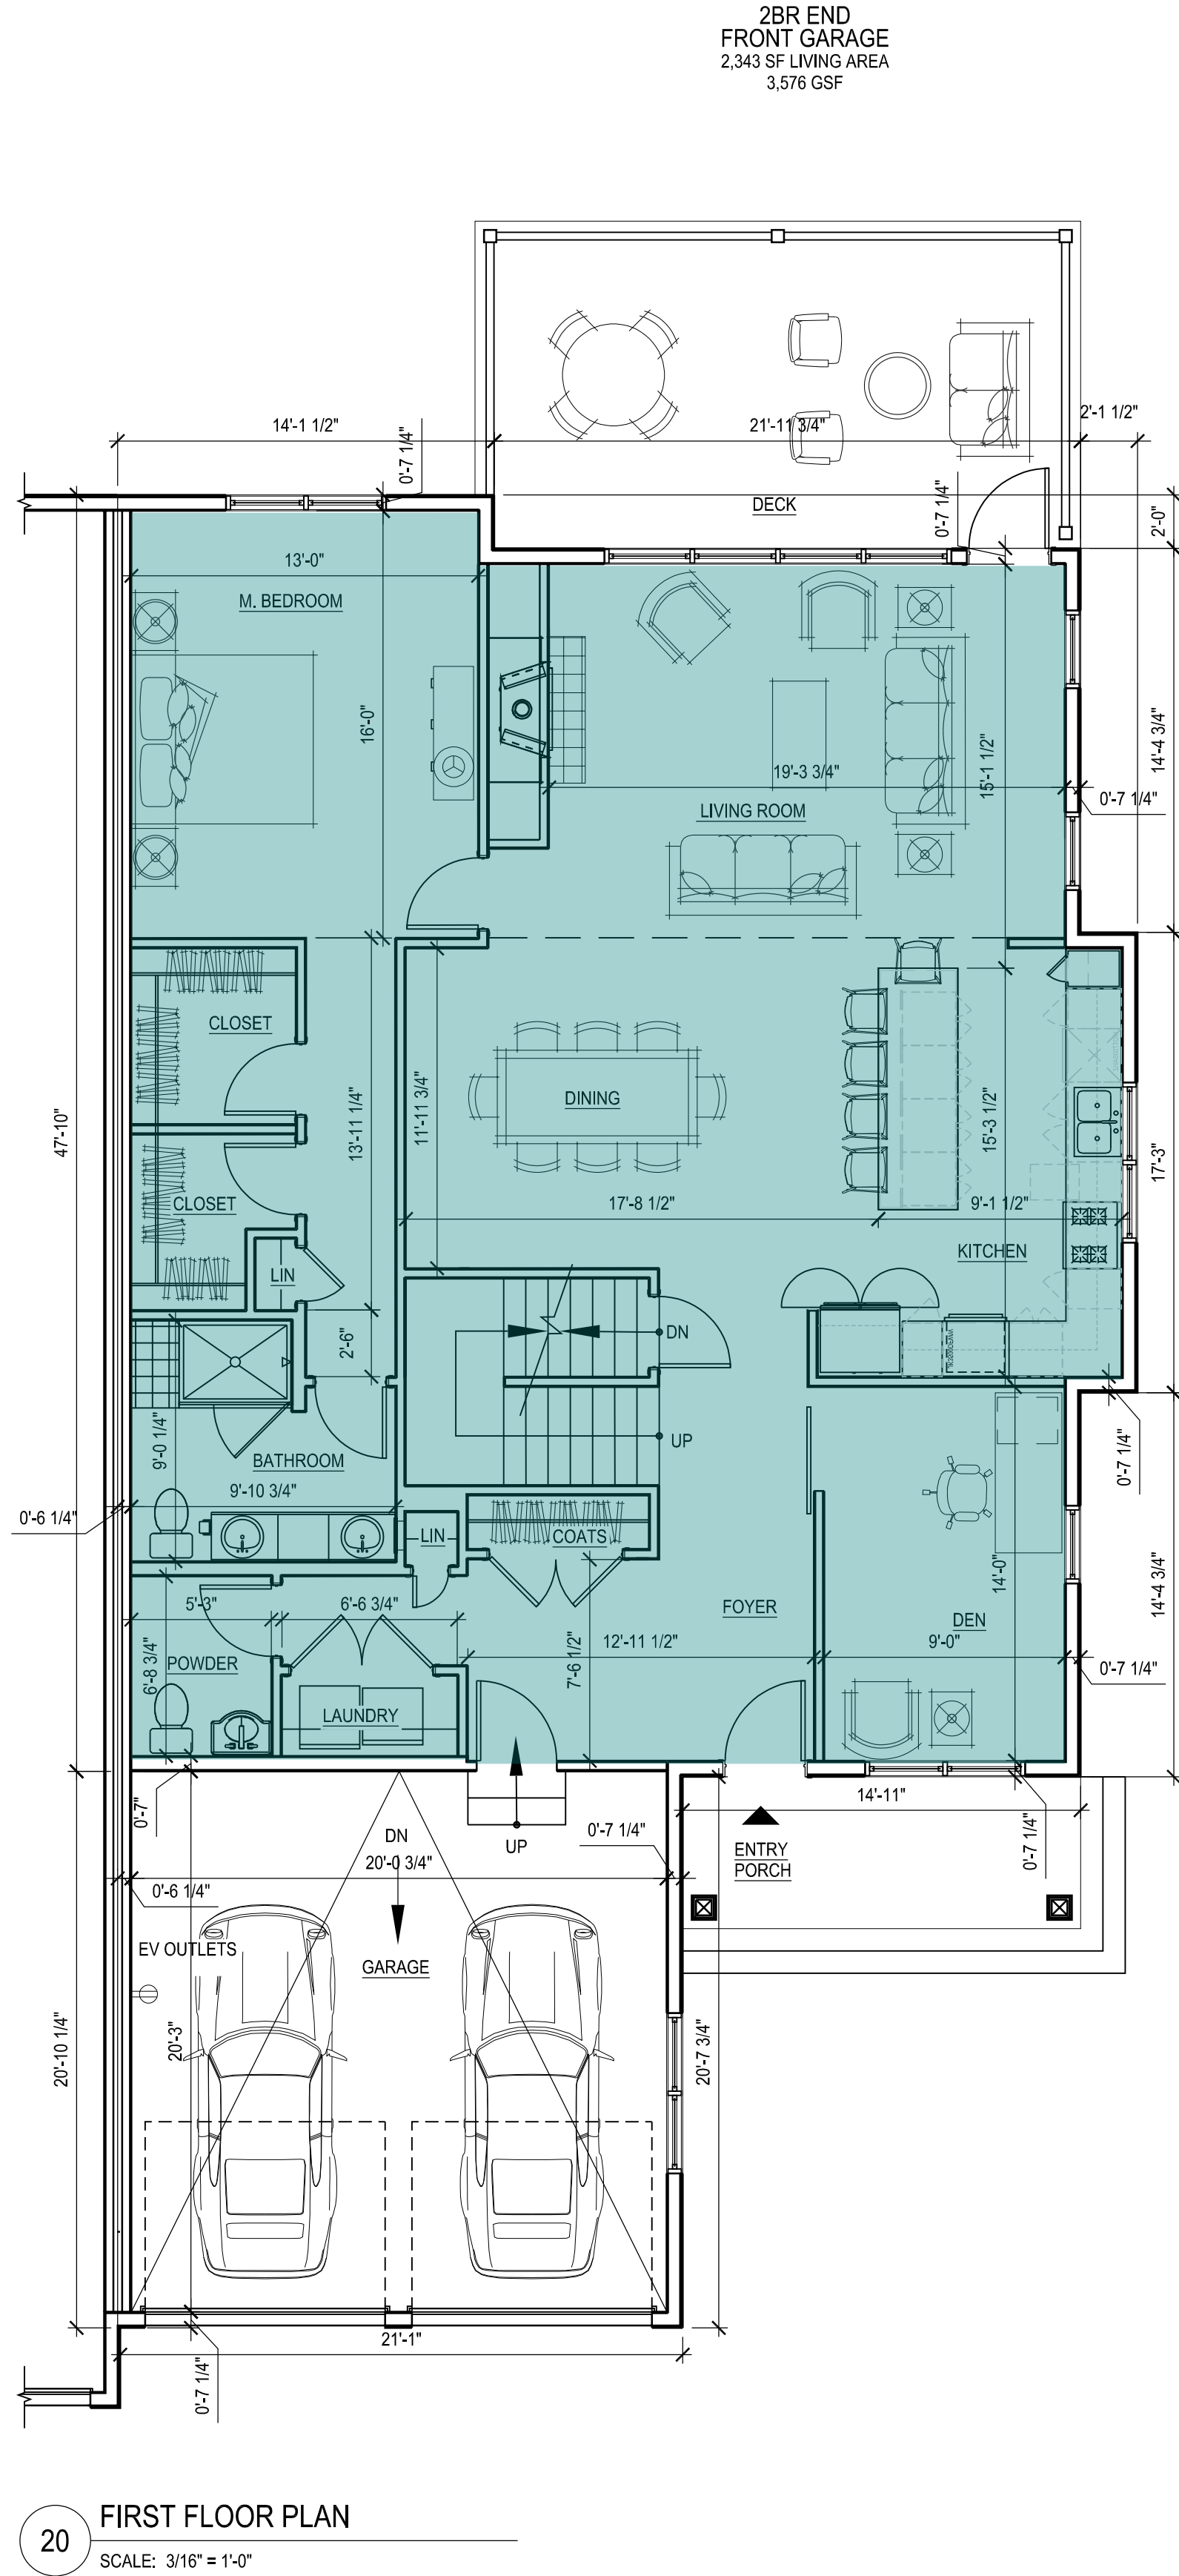 2BR END
FRONT GARAGE
2,343 SF LIVING AREA
3,576 GSF
14'-1 1/2"
0'-7 1/4"
21'-11 3/4"
2'-1 1/2"
DECK
0'-7 1/4"
2'-0"
13'-0"
M. BEDROOM
16'-0"
15'-1 1/2"
14'-4 3/4"
19'-3 3/4"
0'-7 1/4"
LIVING ROOM
CLOSET
47'-10"
13'-11 1/4"
11'-11 3/4"
DINING
15'-3 1/2"
17'-3"
CLOSET
17'-8 1/2"
9'-1 1/2"
KITCHEN
LIN
2'-6"
DN
UP
9'-0 1/4"
BATHROOM
9'-10 3/4"
0'-7 1/4"
0'-6 1/4"
LIN
COATS
14'-0"
14'-4 3/4"
5'-3"
6'-6 3/4"
FOYER
DEN
7'-6 1/2"
12'-11 1/2"
9'-0"
6'-8 3/4"
POWDER
0'-7 1/4"
LAUNDRY
0'-7"
14'-11"
DN
UP
0'-7 1/4"
ENTRY
PORCH
0'-7 1/4"
20'-0 3/4"
0'-6 1/4"
EV OUTLETS
GARAGE
20'-10 1/4"
20'-3"
20'-7 3/4"
21'-1"
0'-7 1/4"
20
FIRST FLOOR PLAN
SCALE: 3/16" = 1'-0"